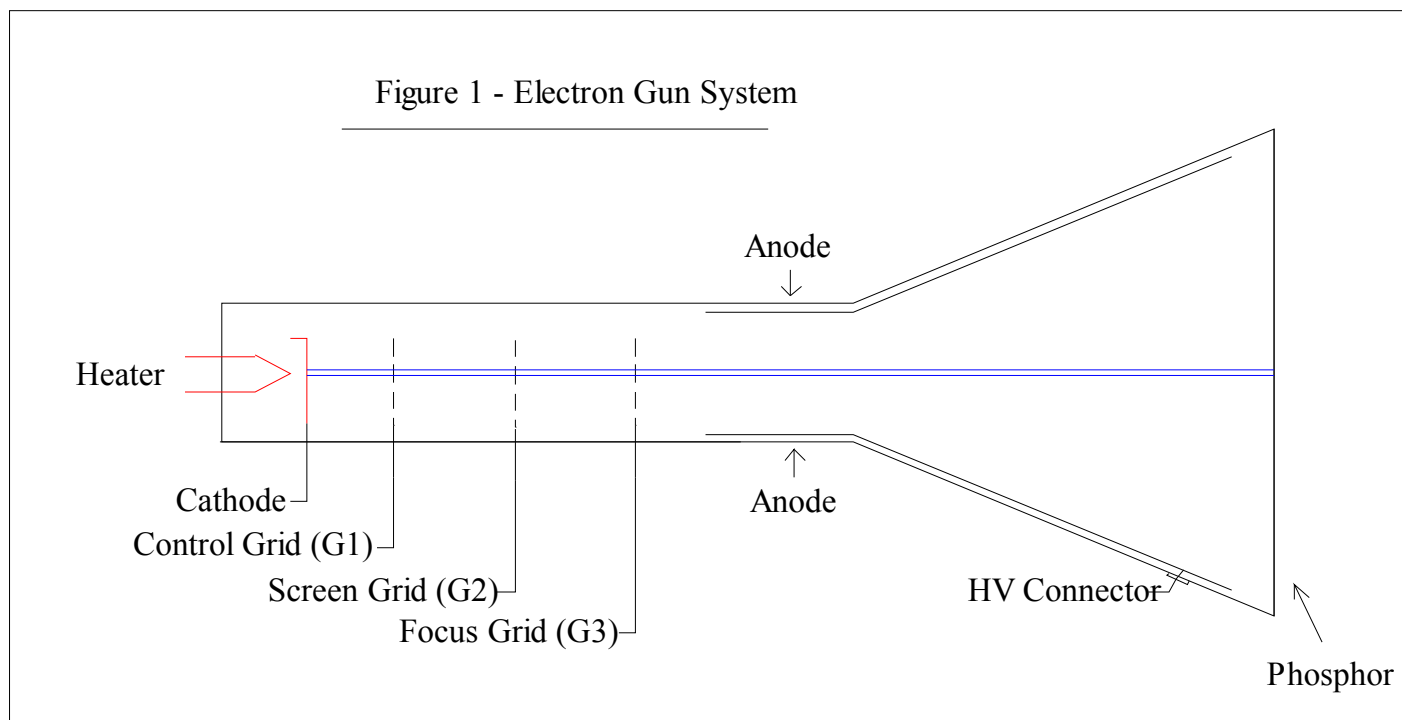 Figure 1 - Electron Gun System
Anode
Heater
Cathode
Anode
Control Grid (G1)
Screen Grid (G2)
HV Connector
Focus Grid (G3)
Phosphor